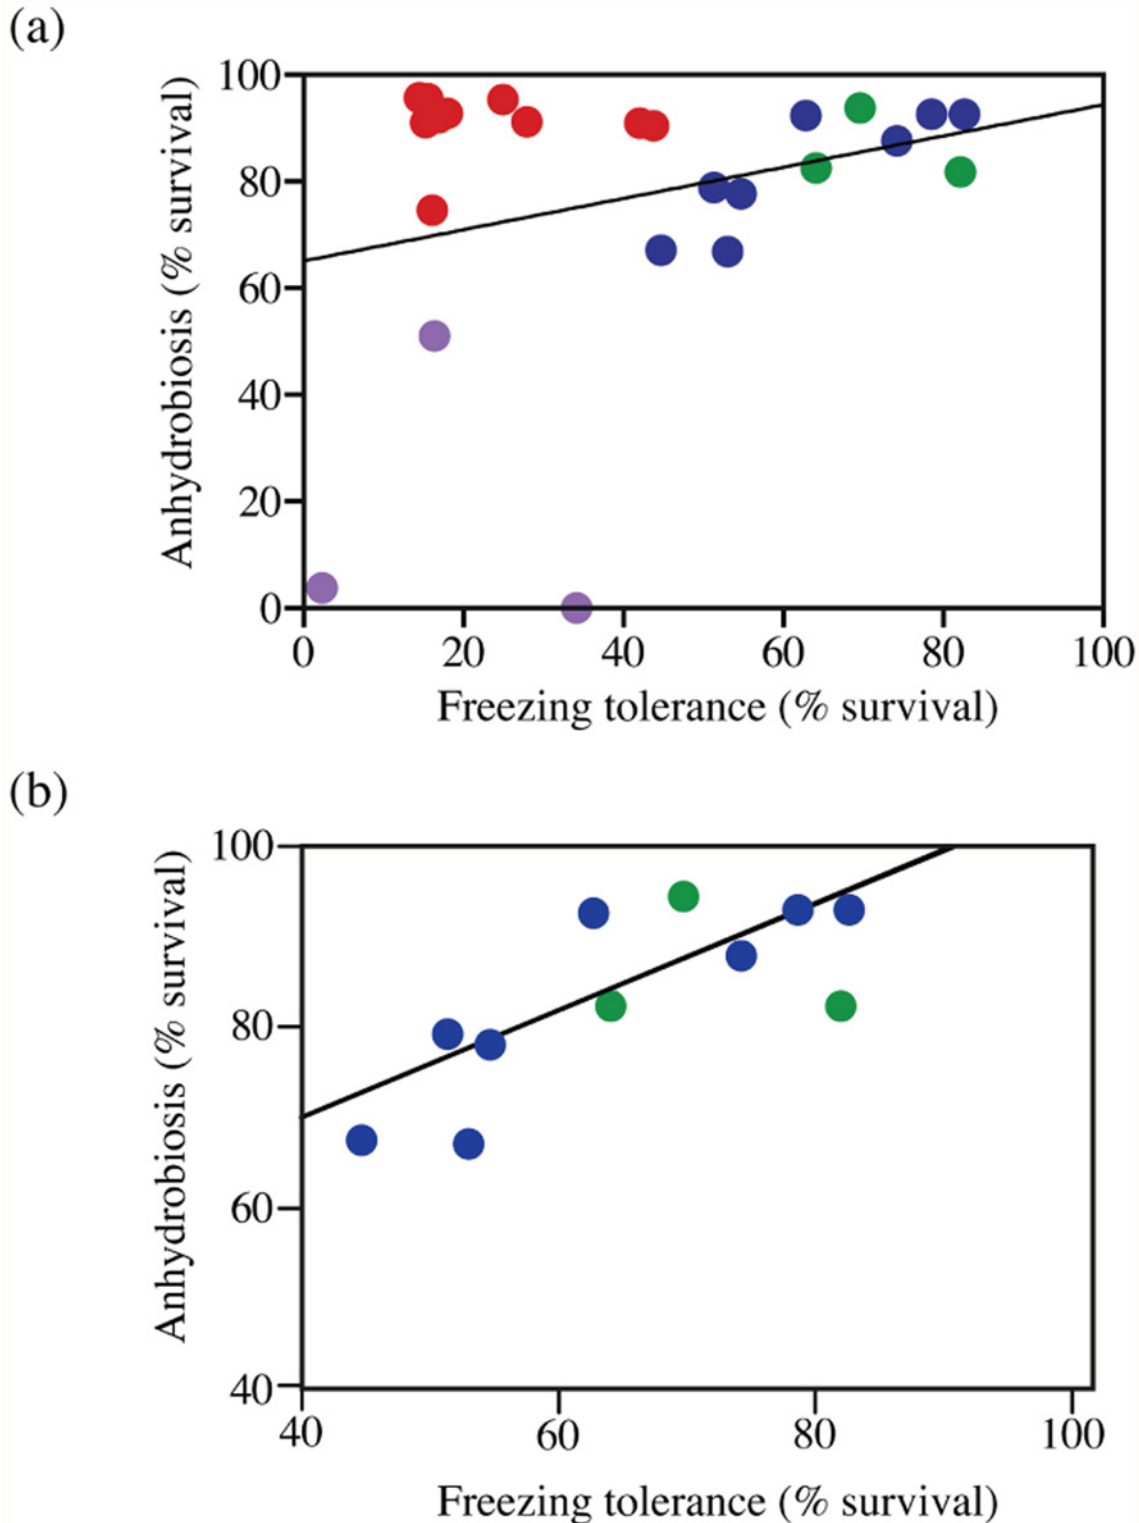 (a)
100
80
60
40
20
0
Anhydrobiosis (% survival)
0 20 40 60 80 100
Freezing tolerance (% survival)
(b)
100
80
60
40
Anhydrobiosis (% survival)
40 60 80 100
Freezing tolerance (% survival)